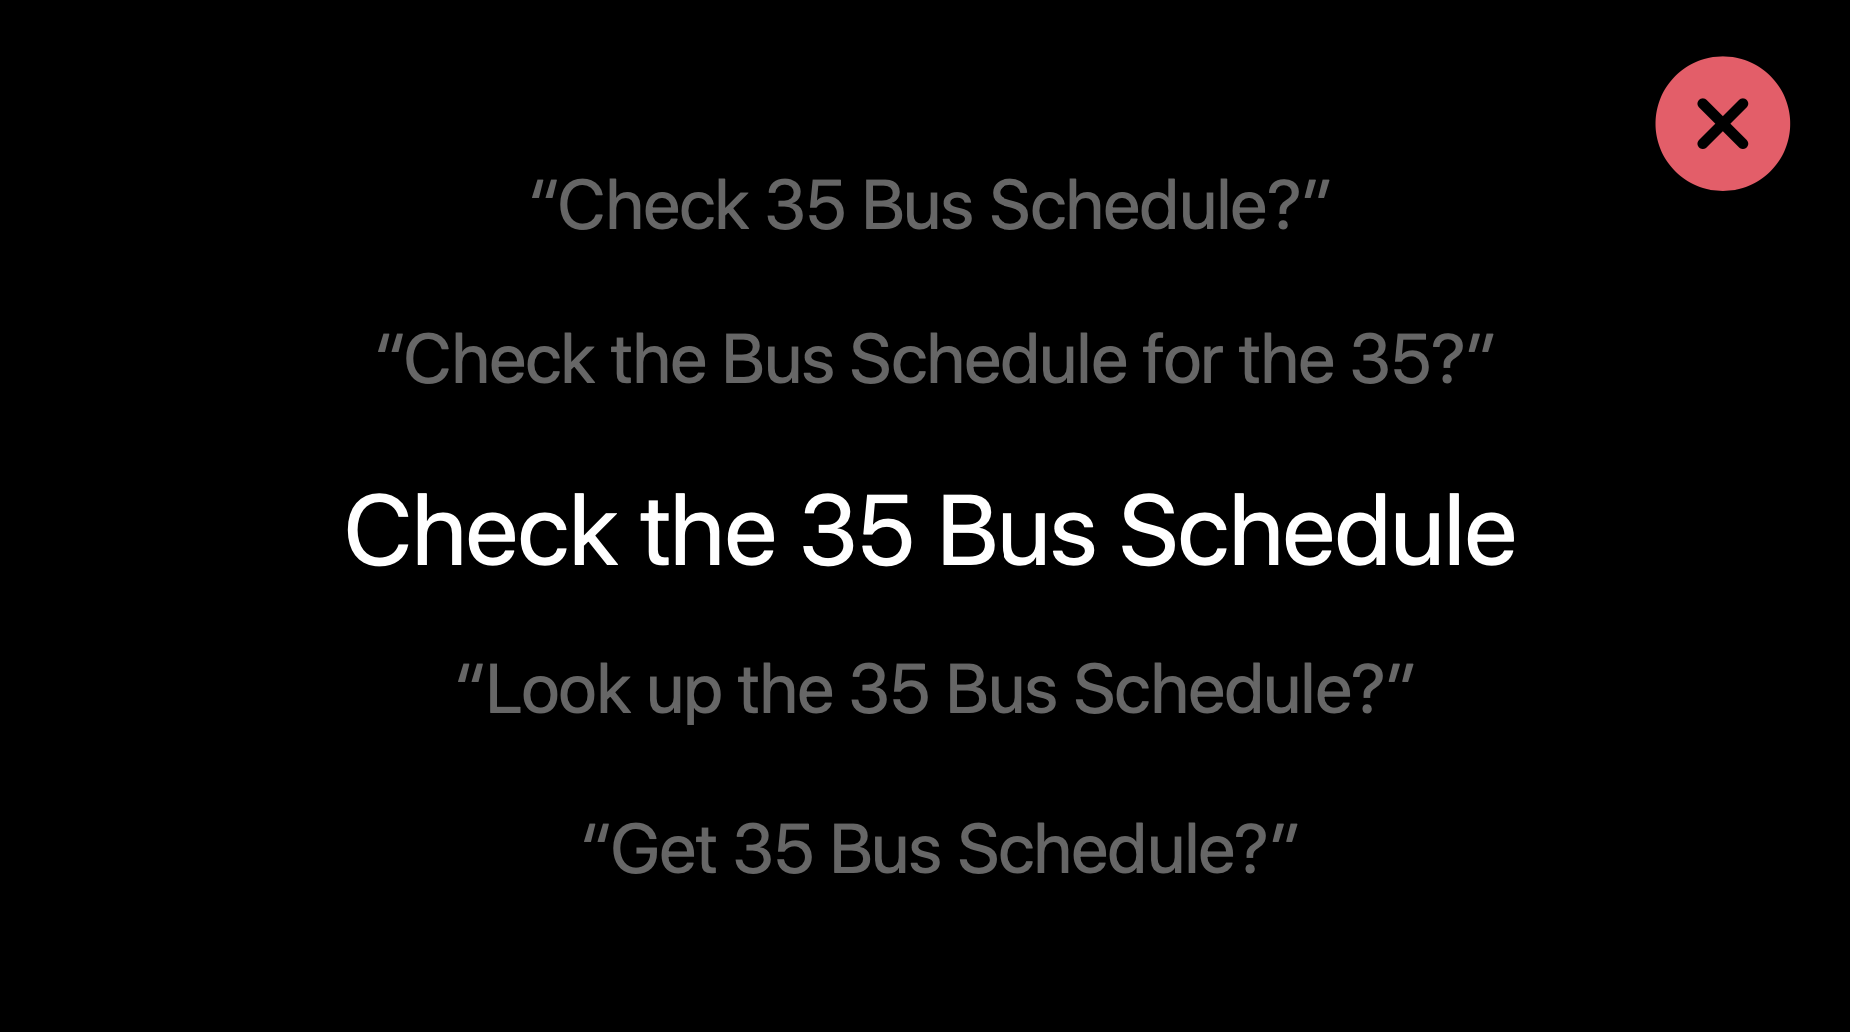 “Check 35 Bus Schedule?”
“Check the Bus Schedule for the 35?”
Check the 35 Bus Schedule
“Look up the 35 Bus Schedule?”
“Get 35 Bus Schedule?”